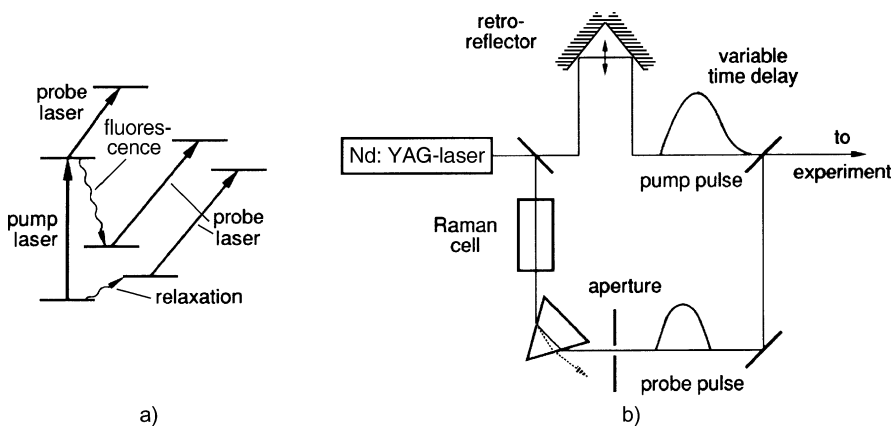 probe
laser
fluores-
cence
pump
laser
probe
laser
relaxation
a)
retro-
reflector
variable
time delay
Nd: YAG-laser
to
experiment
pump pulse
Raman
cell
aperture
probe pulse
b)